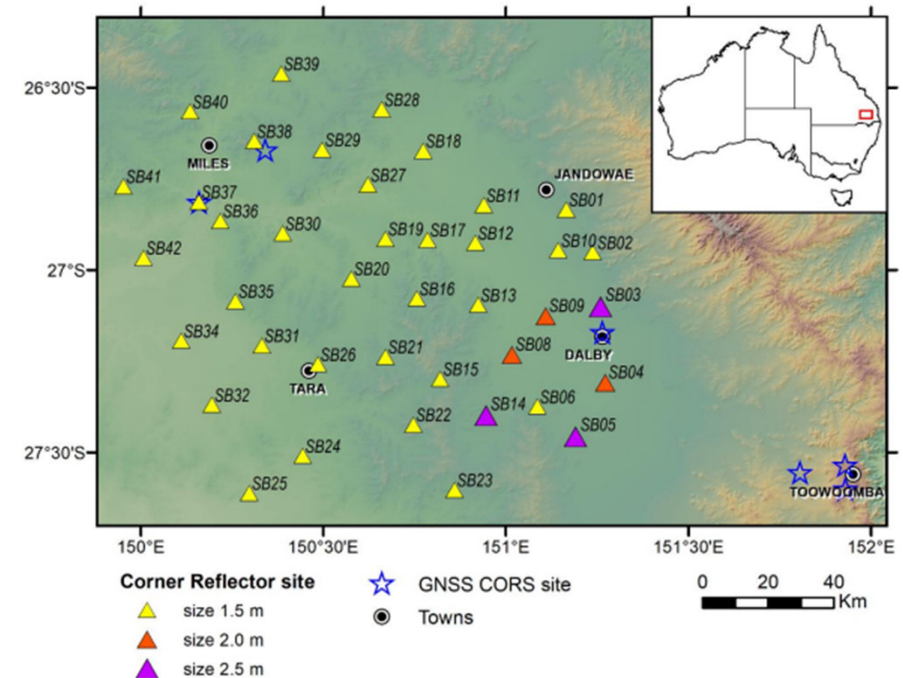 SB39
26°30'S
SB40
SB28
SB38
SB29
SB18
MILES
JANDOWAE
SB41
SB27
SB37
SB11
SB01
SB36
SB30
SB19
SB17
SB12
SB10
SB02
SB42
27°S
SB20
SB35
SB16
SB13
SB09
SB03
SB34
SB31
SB26
SB21
SB08
DALBY
TARA
SB15
SB04
SB32
SB22
SB14
SB06
SB05
SB24
27°30'S
SB25
SB23
TOOWOOMBA
150°E
150°30'E
151°E
151°30'E
152°E
Corner Reflector site
size 1.5 m
size 2.0 m
size 2.5 m
GNSS CORS site
Towns
0 20 40
Km